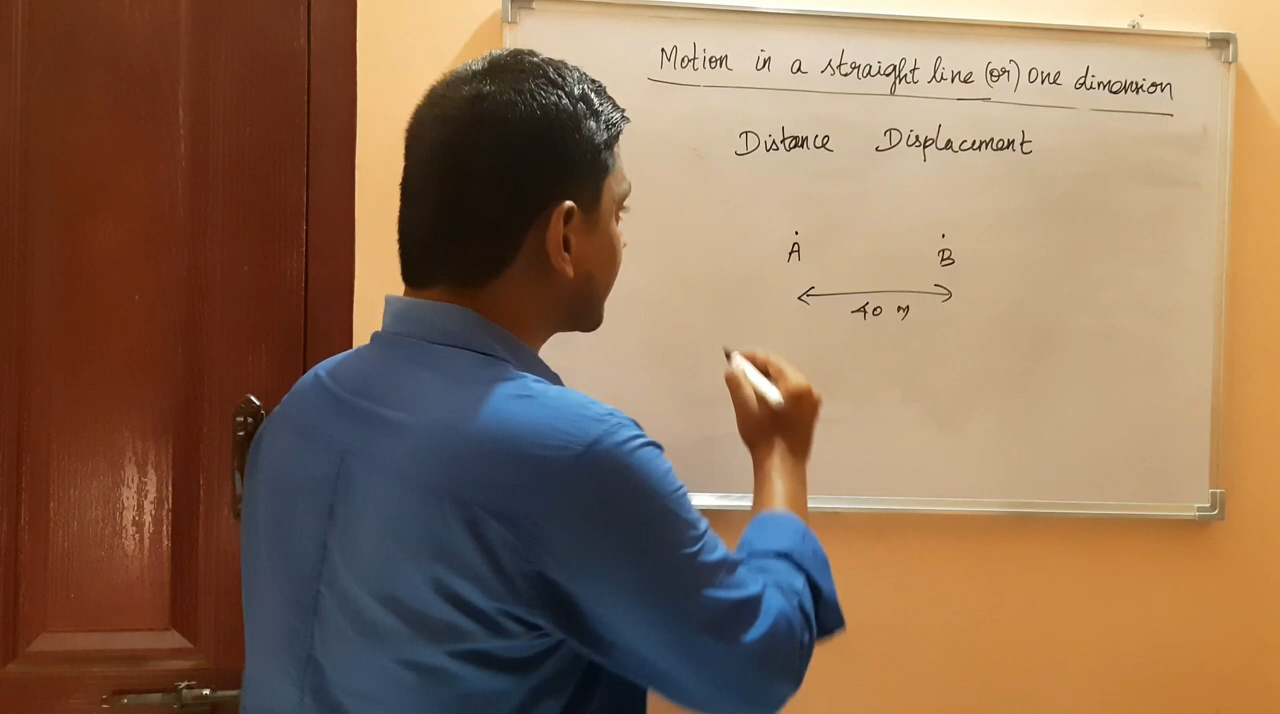 Motion in a straight line (or) One dimension
Distance Displacement
A B
40 m